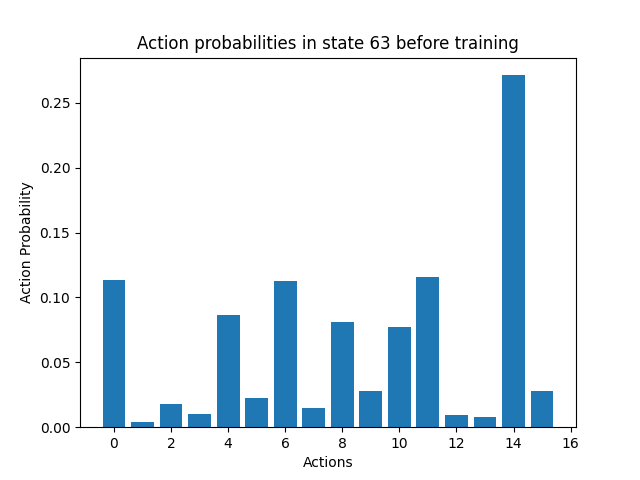 Action probabilities in state 63 before training
0.25
0.20
0.15
0.10
0.05
0.00
Action Probability
0 2 4 6 8 10 12 14 16
Actions